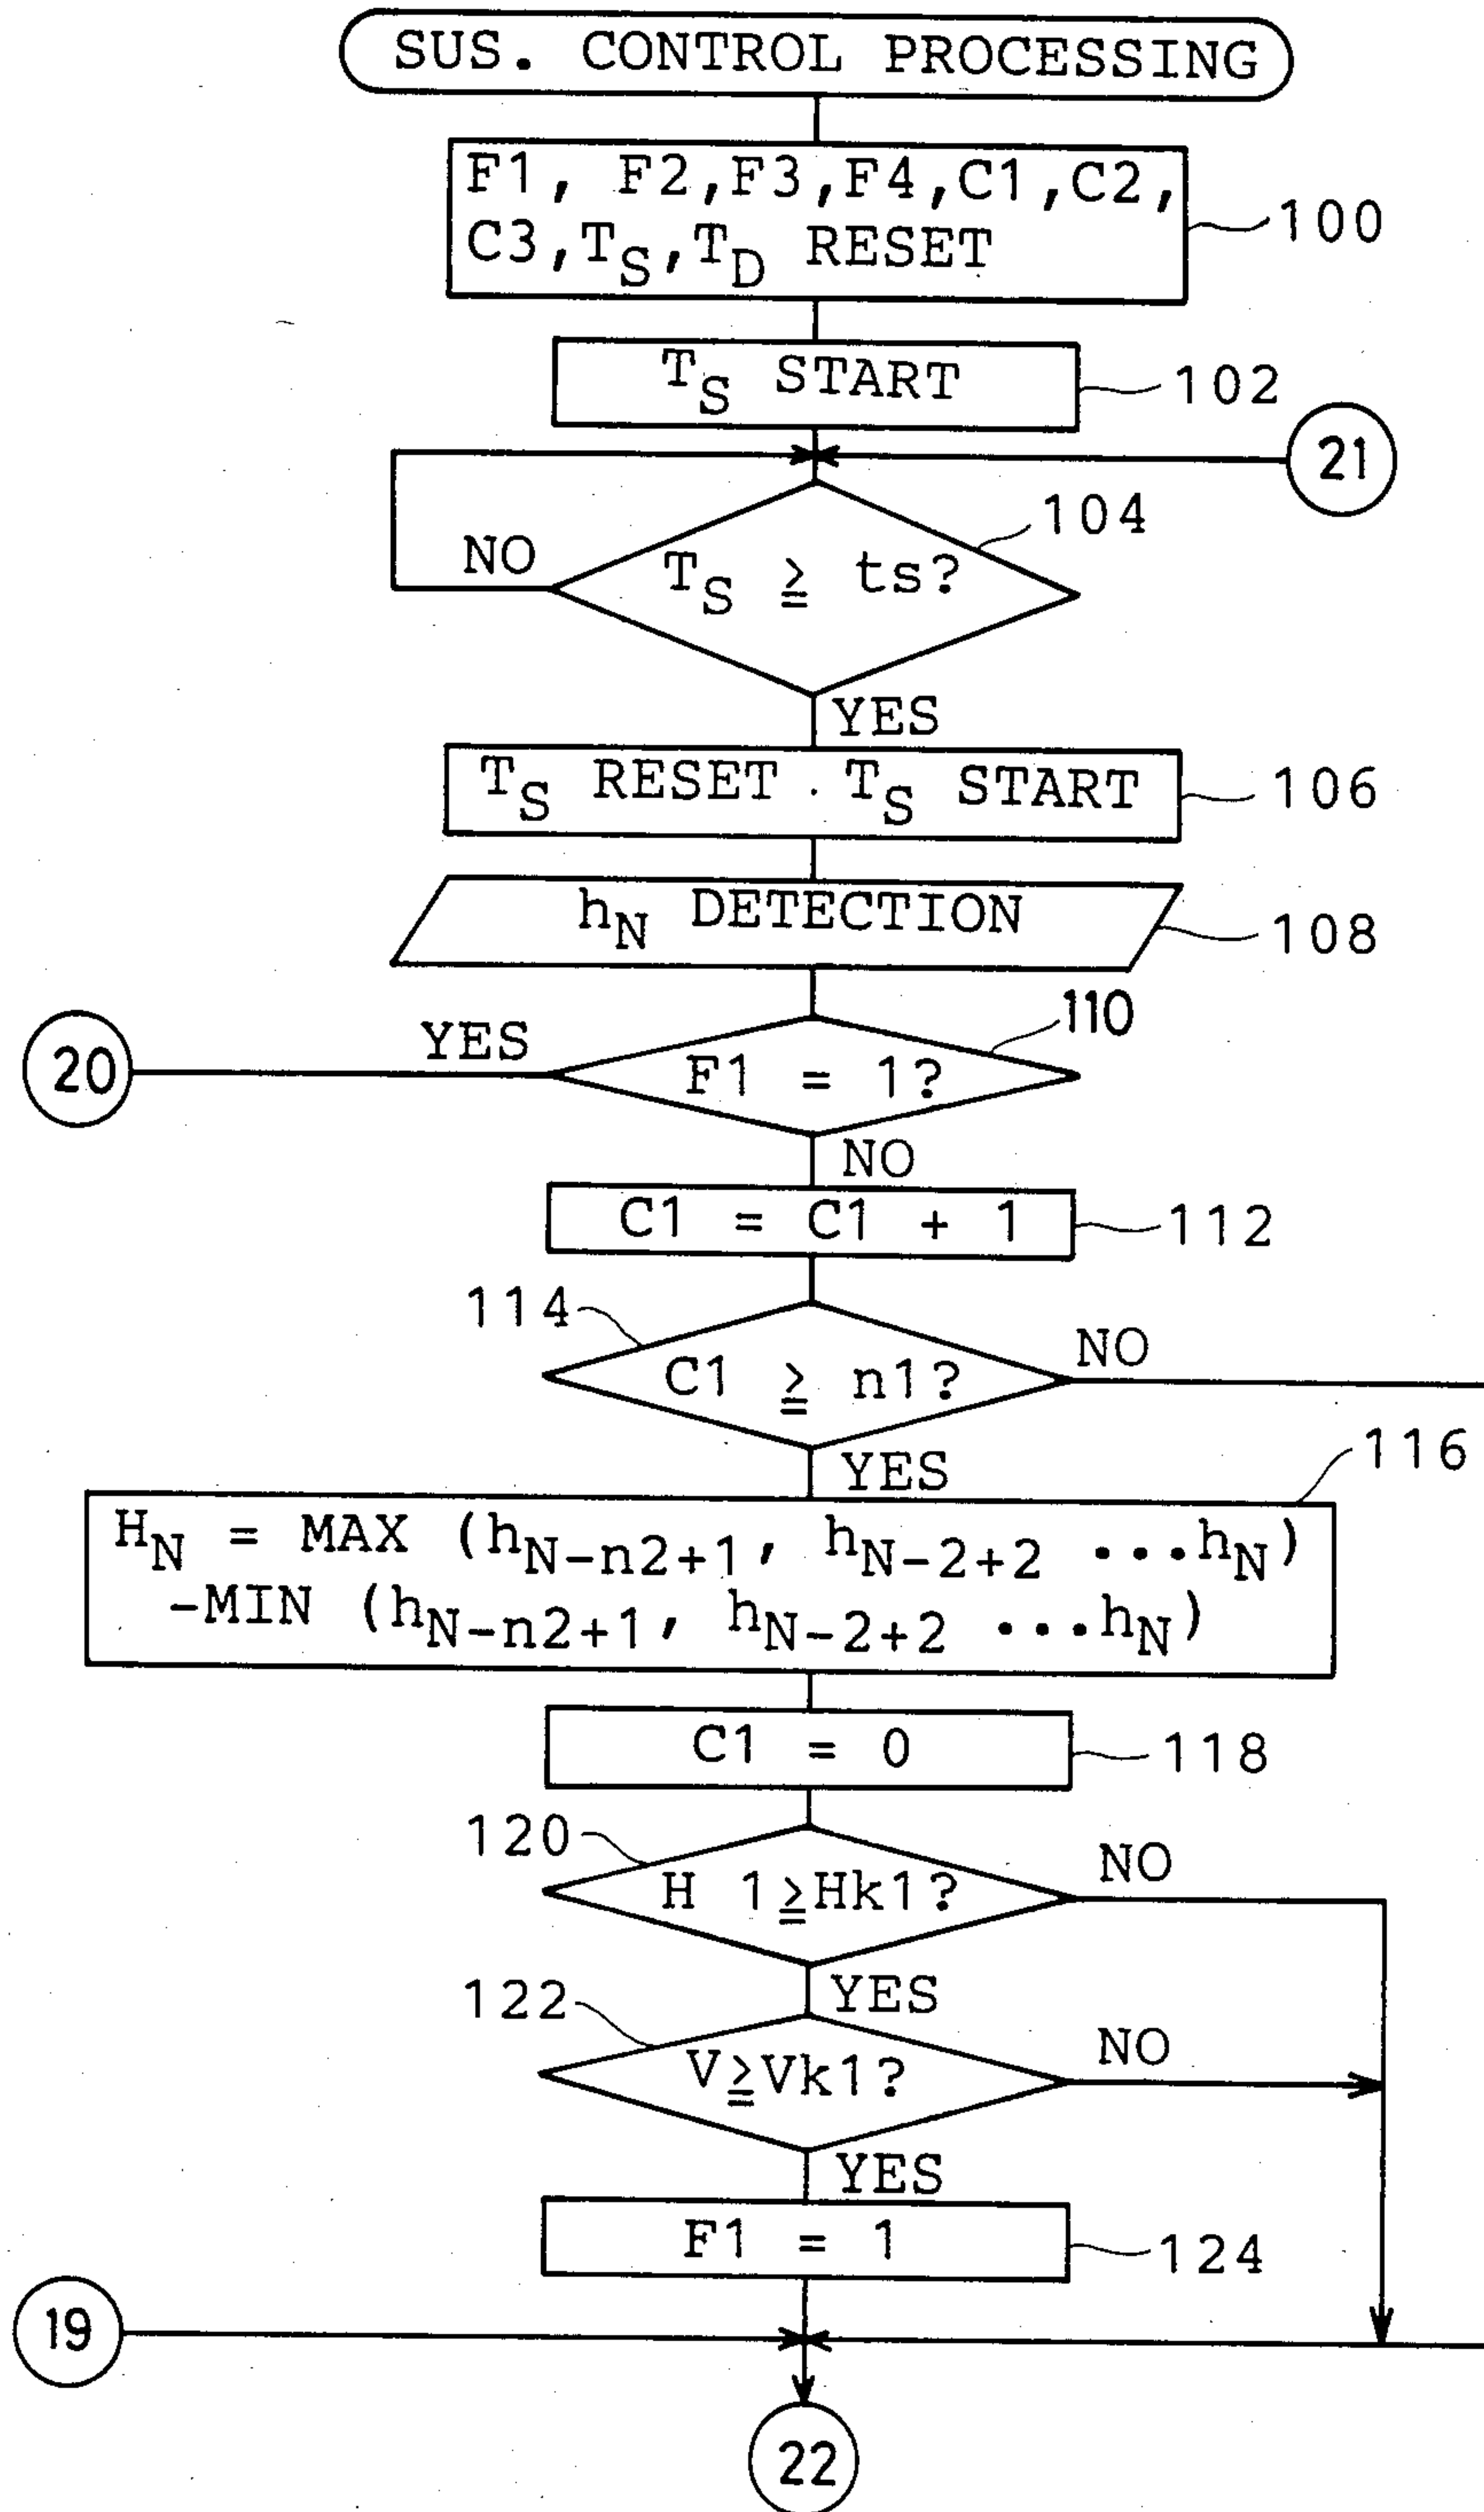 SUS. CONTROL PROCESSING
F1, F2,F3,F4,C1,C2,
C3,TS,TD RESET
100
TS START
102
21
104
NO
TS ≧ ts?
YES
TS RESET . TS START
106
hN DETECTION
108
110
YES
20
F1 = 1?
NO
C1 = C1 + 1
112
114
NO
C1 ≧ n1?
YES
116
HN = MAX (hN-n2+1, hN-2+2 ...hN)
-MIN (hN-n2+1, hN-2+2 ...hN)
C1 = 0
118
120
NO
H 1≧Hk1?
YES
122
NO
V≧Vk1?
YES
F1 = 1
124
19
22